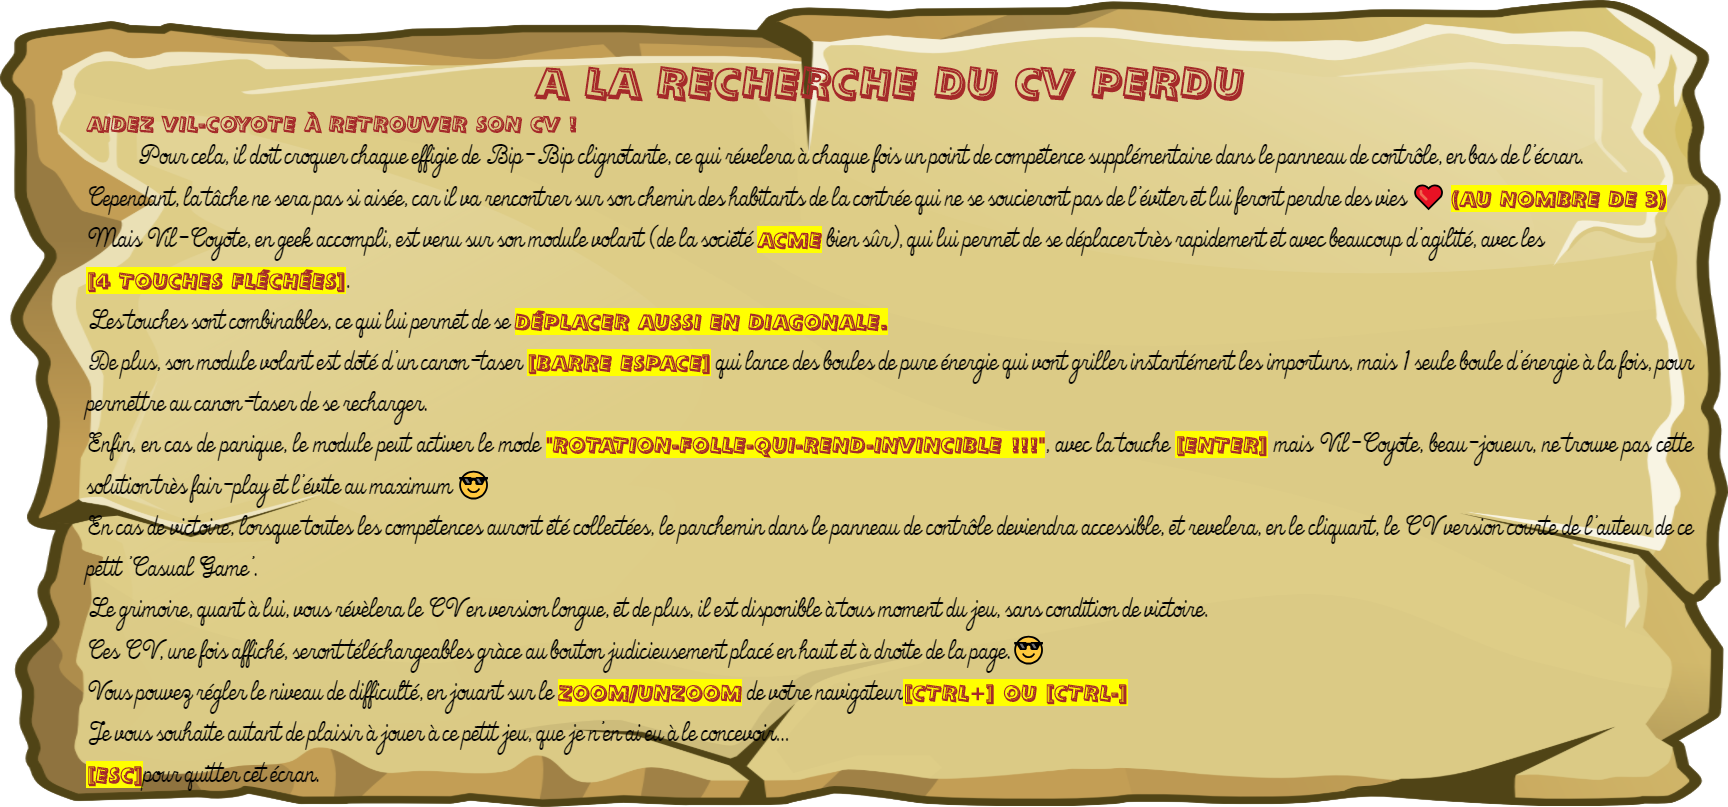 A LA RECHERCHE DU CV PERDU
AIDEZ VIL-COYOTE À RETROUVER SON CV !
Pour cela, il doit croquer chaque effigie de Bip-Bip clignotante, ce qui révelera à chaque fois un point de compétence supplémentaire dans le panneau de contrôle, en bas de l'écran.
Cependant, la tâche ne sera pas si aisée, car il va rencontrer sur son chemin des habitants de la contrée qui ne se soucieront pas de l'éviter et lui feront perdre des vies ❤️ (AU NOMBRE DE 3)
Mais Vil-Coyote, en geek accompli, est venu sur son module volant (de la société ACME bien sûr), qui lui permet de se déplacer très rapidement et avec beaucoup d'agilité, avec les
[4 TOUCHES FLÉCHÉES].
Les touches sont combinables, ce qui lui permet de se DÉPLACER AUSSI EN DIAGONALE.
De plus, son module volant est doté d'un canon-taser [BARRE ESPACE] qui lance des boules de pure énergie qui vont griller instantément les importuns, mais 1 seule boule d'énergie à la fois, pour
permettre au canon-taser de se recharger.
Enfin, en cas de panique, le module peut activer le mode "ROTATION-FOLLE-QUI-REND-INVINCIBLE !!!", avec la touche [ENTER] mais Vil-Coyote, beau-joueur, ne trouve pas cette
solution très fair-play et l'évite au maximum 😎
En cas de victoire, lorsque toutes les compétences auront été collectées, le parchemin dans le panneau de contrôle deviendra accessible, et revelera, en le cliquant, le CV version courte de l'auteur de ce
petit 'Casual Game'.
Le grimoire, quant à lui, vous révèlera le CV en version longue, et de plus, il est disponible à tous moment du jeu, sans condition de victoire.
Ces CV, une fois affiché, seront téléchargeables gràce au bouton judicieusement placé en haut et à droite de la page. 😎
Vous pouvez régler le niveau de difficulté, en jouant sur le ZOOM/UNZOOM de votre navigateur [CTRL+] OU [CTRL-]
Je vous souhaite autant de plaisir à jouer à ce petit jeu, que je n'en ai eu à le concevoir...
[ESC] pour quitter cet écran.